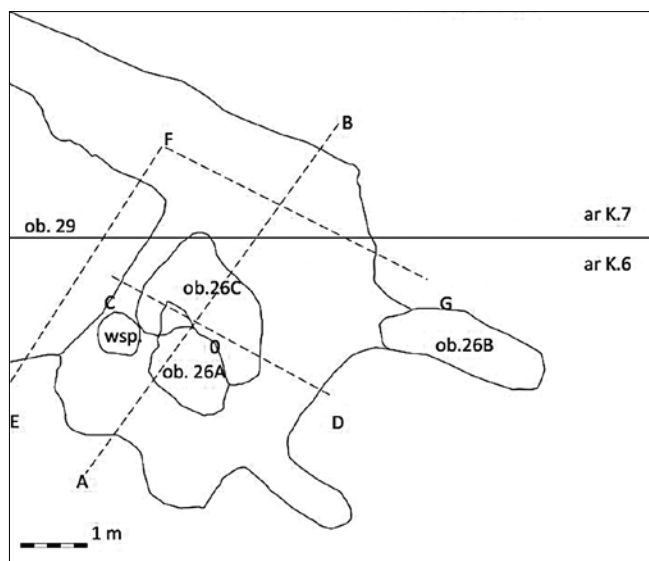 B
F
ar K.7
ob. 29
ar K.6
ob.26C
C
G
wsp.
0
ob.26B
ob. 26A
E
D
A
1 m